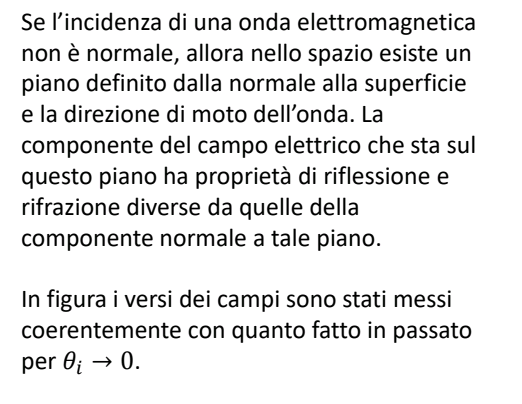 Se l’incidenza di una onda elettromagnetica
non è normale, allora nello spazio esiste un
piano definito dalla normale alla superficie
e la direzione di moto dell’onda. La
componente del campo elettrico che sta sul
questo piano ha proprietà di riflessione e
rifrazione diverse da quelle della
componente normale a tale piano.
In figura i versi dei campi sono stati messi
coerentemente con quanto fatto in passato
per 𝜃𝑖 → 0.